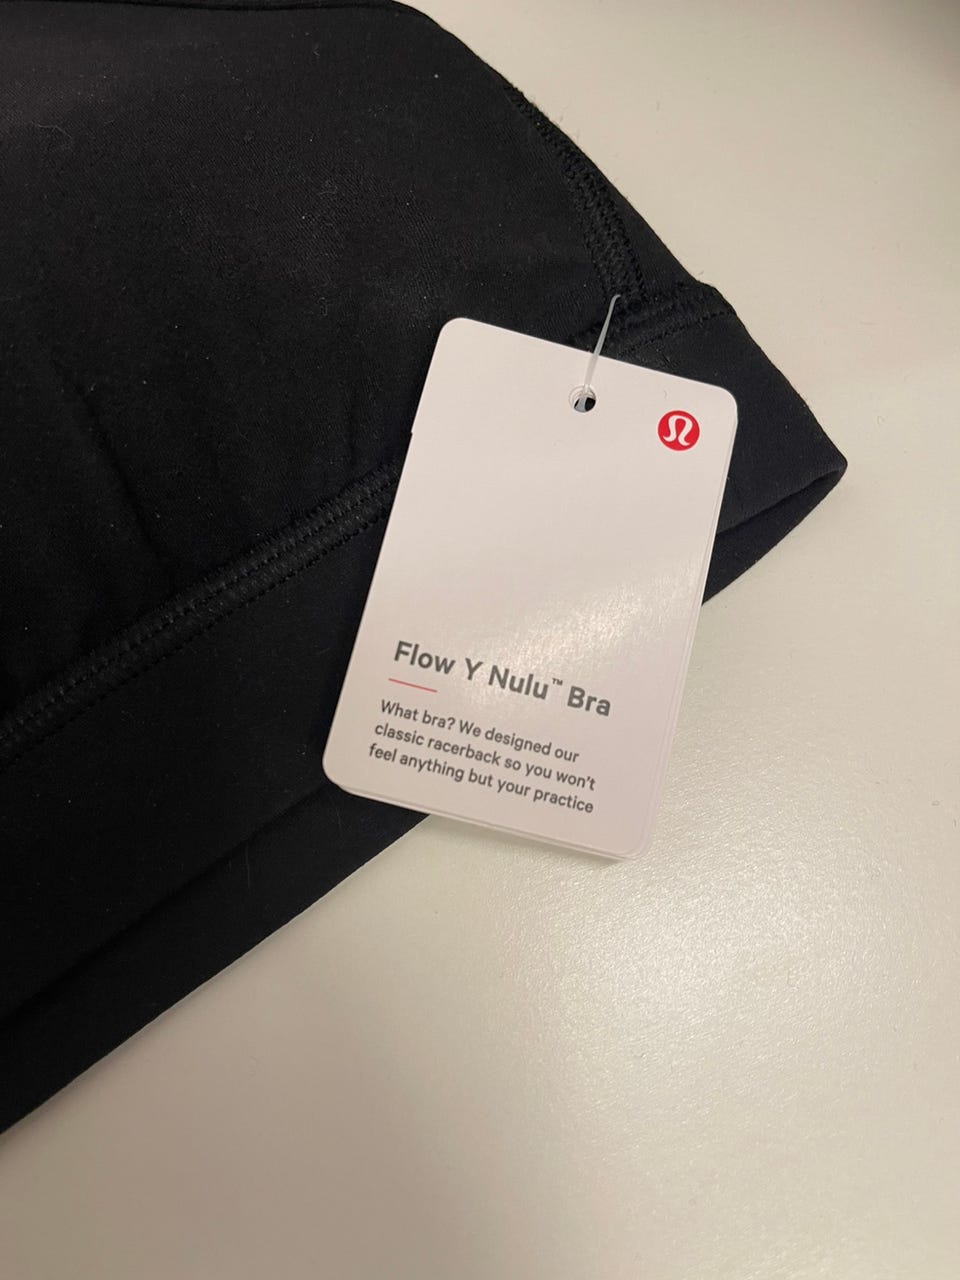 Flow Y Nulu™ Bra
What bra? We designed our
classic racerback so you won't
feel anything but your practice